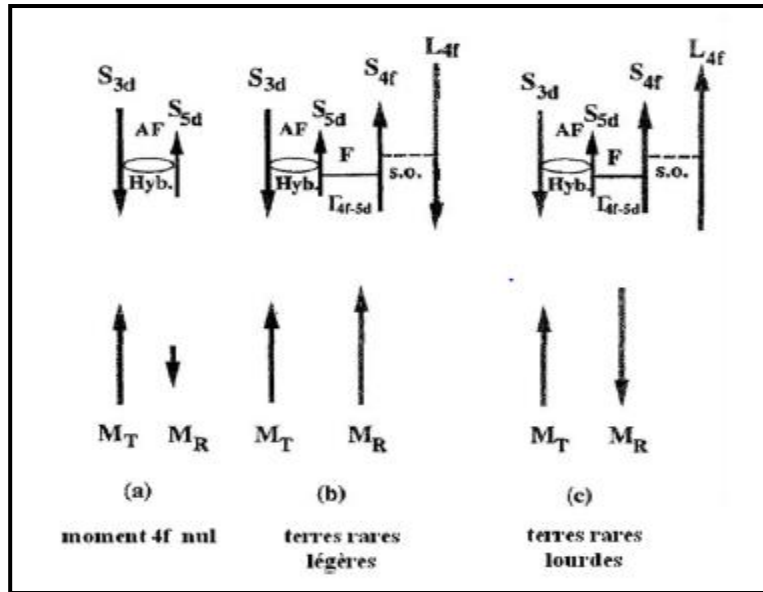 S3d
AF
S5d
Hyb.
S3d
AF
S5d
F
S4f
L4f
Hyb.
Γ4f-5d
s.o.
S3d
AF
S5d
F
S4f
L4f
Hyb.
Γ4f-5d
s.o.
MT MR
MT MR
MT MR
(a)
(b)
(c)
moment 4f nul
terres rares
légères
terres rares
lourdes